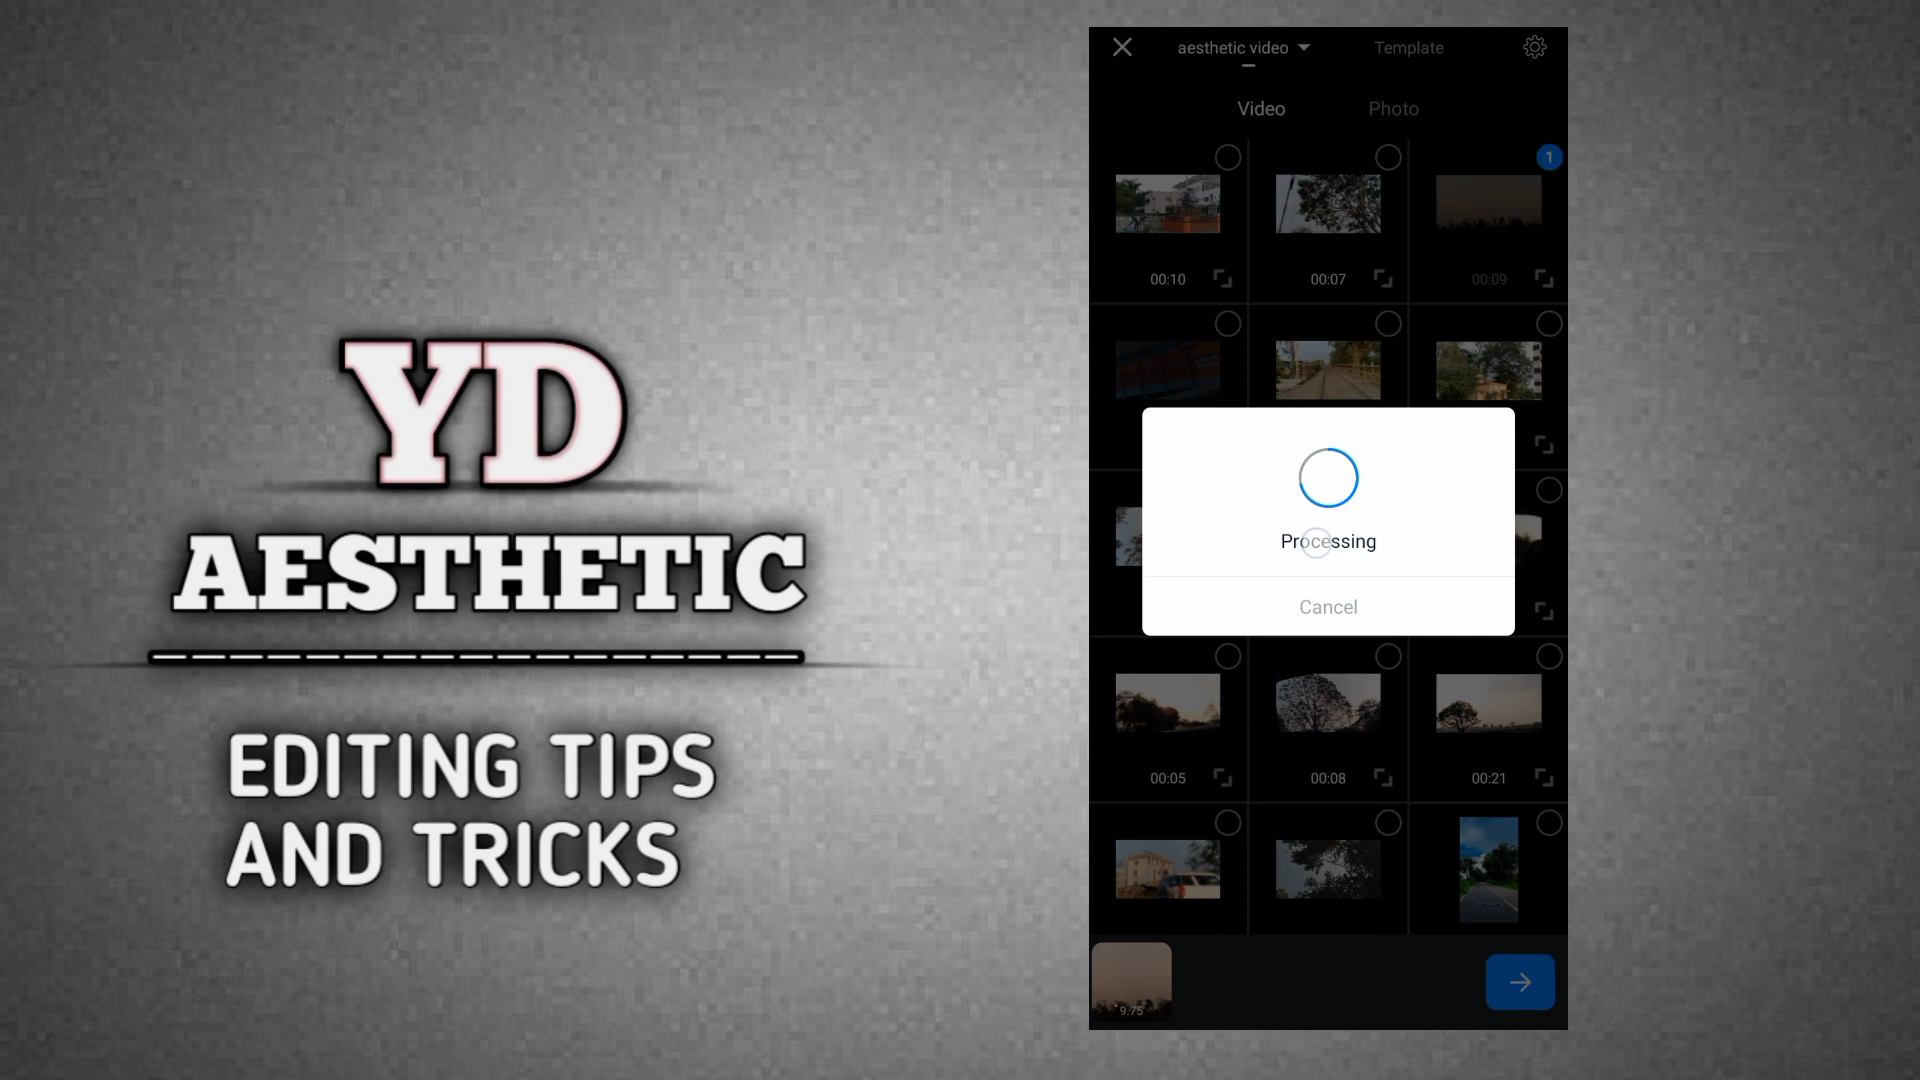 YD
AESTHETIC
EDITING TIPS
AND TRICKS
aesthetic video
Template
Video
Photo
1
00:10
00:07
00:09
Processing
Cancel
00:05
00:08
00:21
9.75